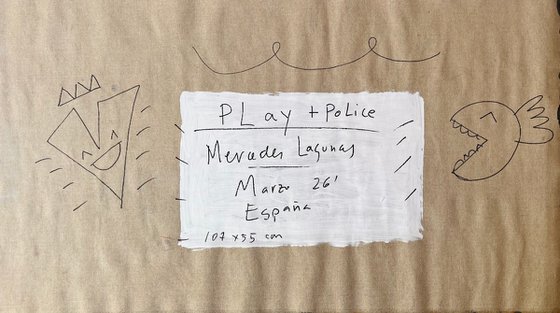 PLay + PoLice
Mercedes Lagunas
Marzo 26'
España
107 x 55 cm